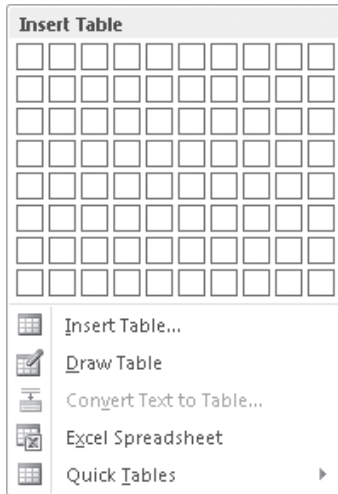 Insert Table
Insert Table...
Draw Table
Convert Text to Table...
Excel Spreadsheet
Quick Tables